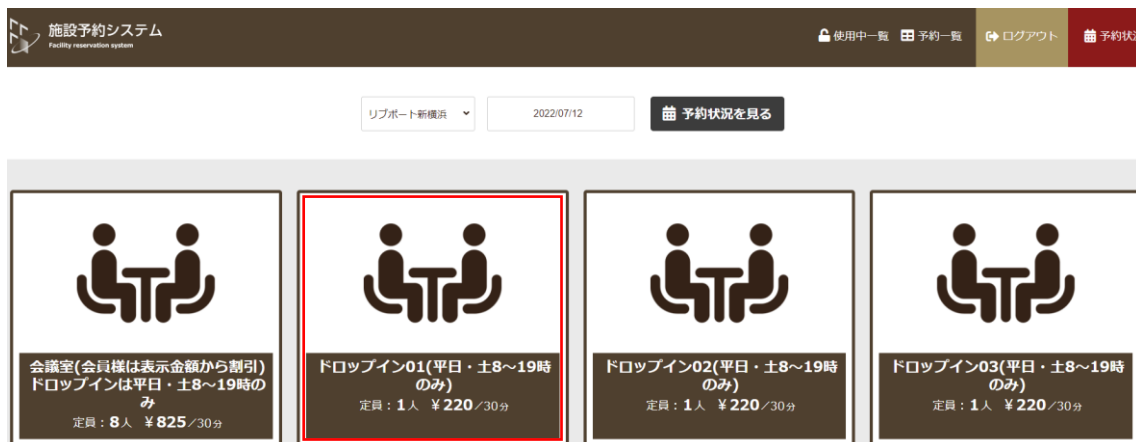 施設予約システム
Facility reservation system
使用中一覧 予約一覧 ログアウト 予約状
リブポート新横浜 2022/07/12 予約状況を見る
会議室(会員様は表示金額から割引)
ドロップインは平日・土8〜19時の
み
定員：8人 ￥825／30分
ドロップイン01(平日・土8〜19時
のみ)
定員：1人 ￥220／30分
ドロップイン02(平日・土8〜19時
のみ)
定員：1人 ￥220／30分
ドロップイン03(平日・土8〜19時
のみ)
定員：1人 ￥220／30分